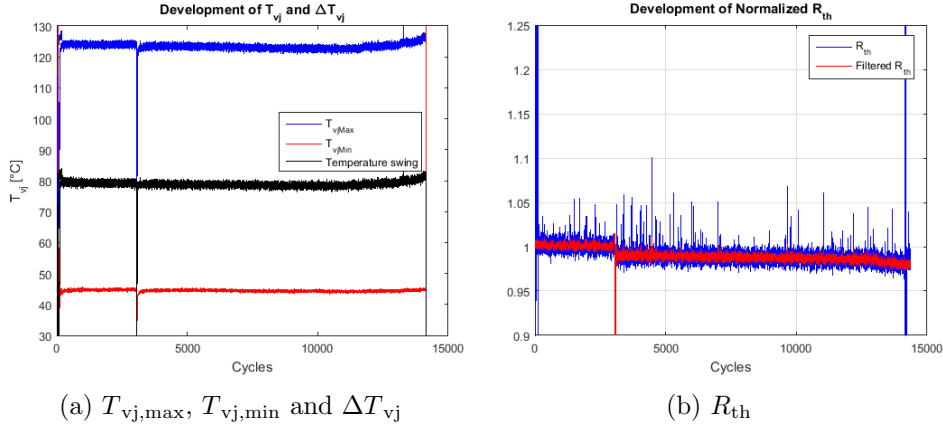 Development of T_vj and ΔT_vj
130
120
110
100
90
80
70
60
50
40
30
T_vj [°C]
T_vjMax
T_vjMin
Temperature swing
0
5000
10000
15000
Cycles
(a) T_vj,max, T_vj,min and ΔT_vj
Development of Normalized R_th
1.25
1.2
1.15
1.1
1.05
1
0.95
0.9
R_th
Filtered R_th
0
5000
10000
15000
Cycles
(b) R_th